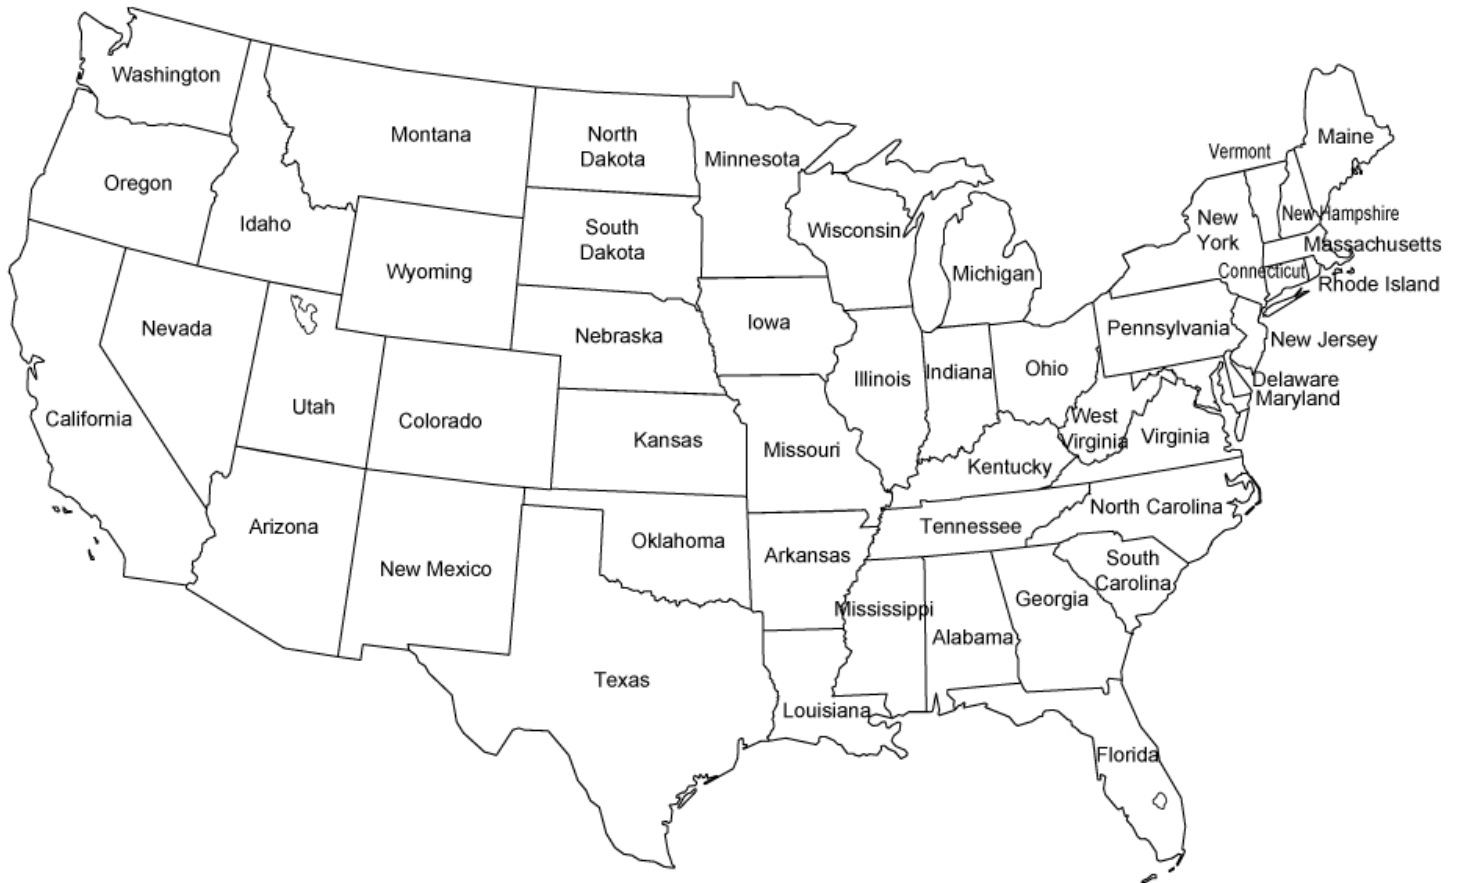 Washington
Montana
North
Dakota
Minnesota
Vermont
Maine
Oregon
Idaho
South
Dakota
Wisconsin
New
York
New Hampshire
Massachusetts
Wyoming
Michigan
Connecticut
Rhode Island
Nevada
Nebraska
Iowa
Pennsylvania
New Jersey
Illinois
Indiana
Ohio
Delaware
Maryland
California
Utah
Colorado
Kansas
Missouri
West
Virginia
Virginia
Kentucky
Arizona
New Mexico
Oklahoma
Arkansas
Tennessee
North Carolina
South
Carolina
Mississippi
Alabama
Georgia
Texas
Louisiana
Florida